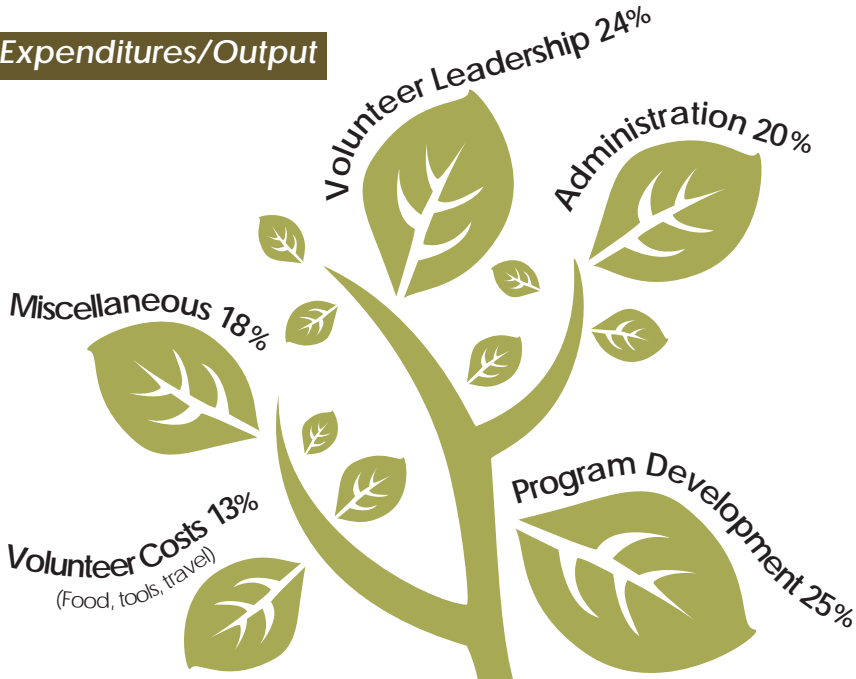 Expenditures/Output
Volunteer Leadership 24%
Administration 20%
Miscellaneous 18%
Program Development 25%
Volunteer Costs 13%
(Food, tools, travel)